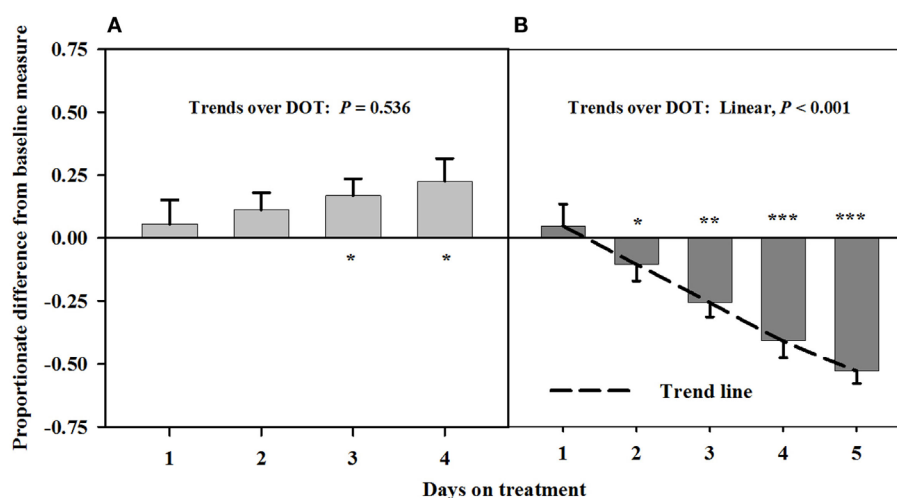 A
B
Proportionate difference from baseline measure
0.75
0.50
0.25
0.00
-0.25
-0.50
-0.75
Trends over DOT: P = 0.536
* *
1 2 3 4
Trends over DOT: Linear, P < 0.001
* ** *** ***
Trend line
1 2 3 4 5
Days on treatment